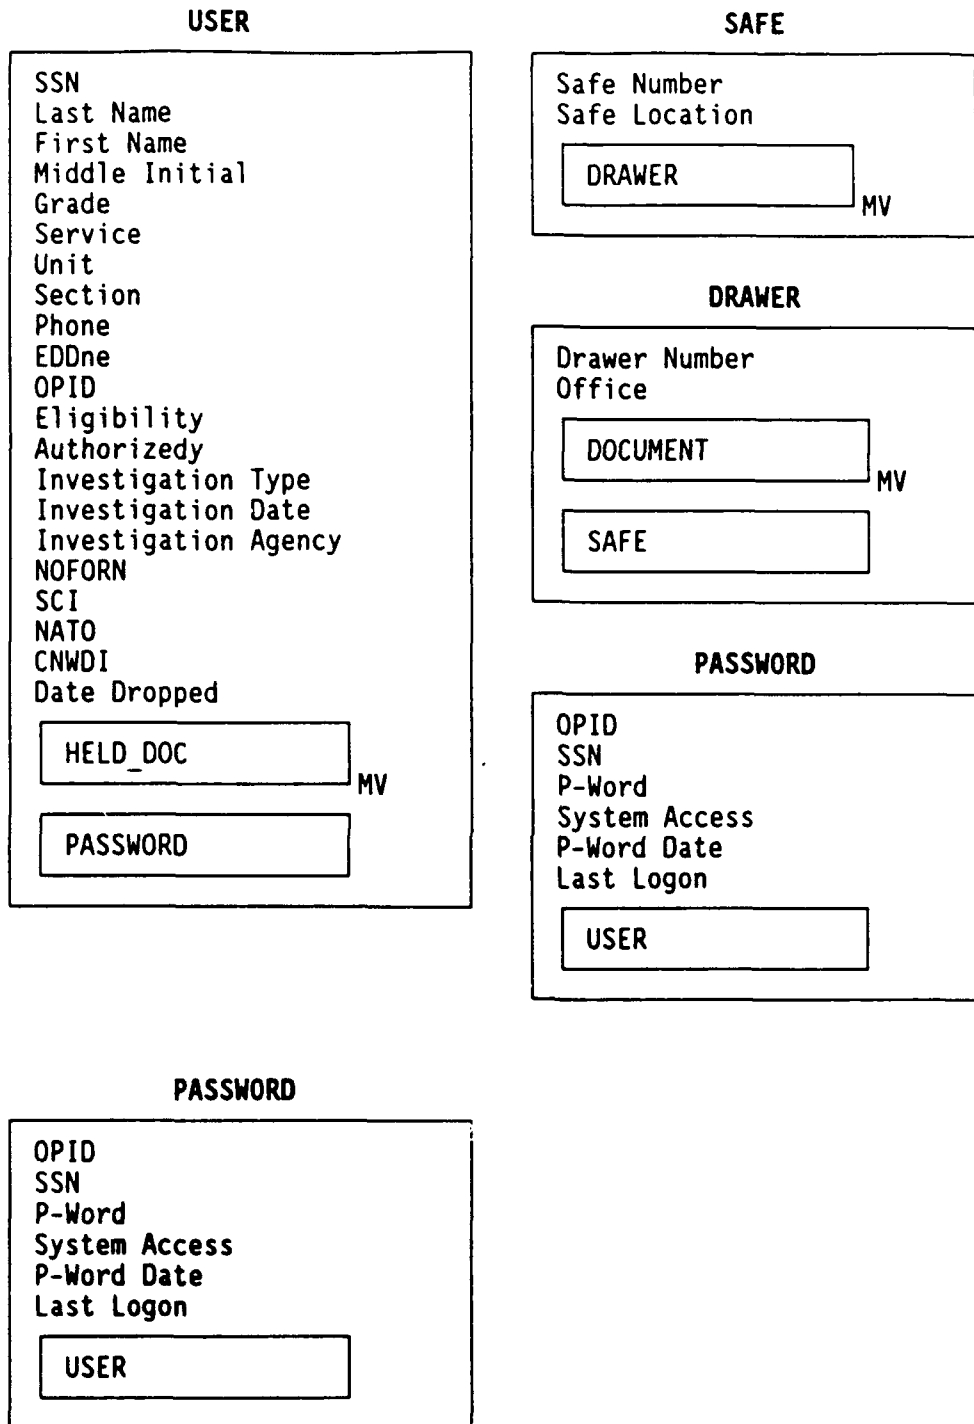 USER
SSN
Last Name
First Name
Middle Initial
Grade
Service
Unit
Section
Phone
EDDne
OPID
Eligibility
Authorizedy
Investigation Type
Investigation Date
Investigation Agency
NOFORN
SCI
NATO
CNWDI
Date Dropped
HELD_DOC
MV
PASSWORD
SAFE
Safe Number
Safe Location
DRAWER
MV
DRAWER
Drawer Number
Office
DOCUMENT
MV
SAFE
PASSWORD
OPID
SSN
P-Word
System Access
P-Word Date
Last Logon
USER
PASSWORD
OPID
SSN
P-Word
System Access
P-Word Date
Last Logon
USER